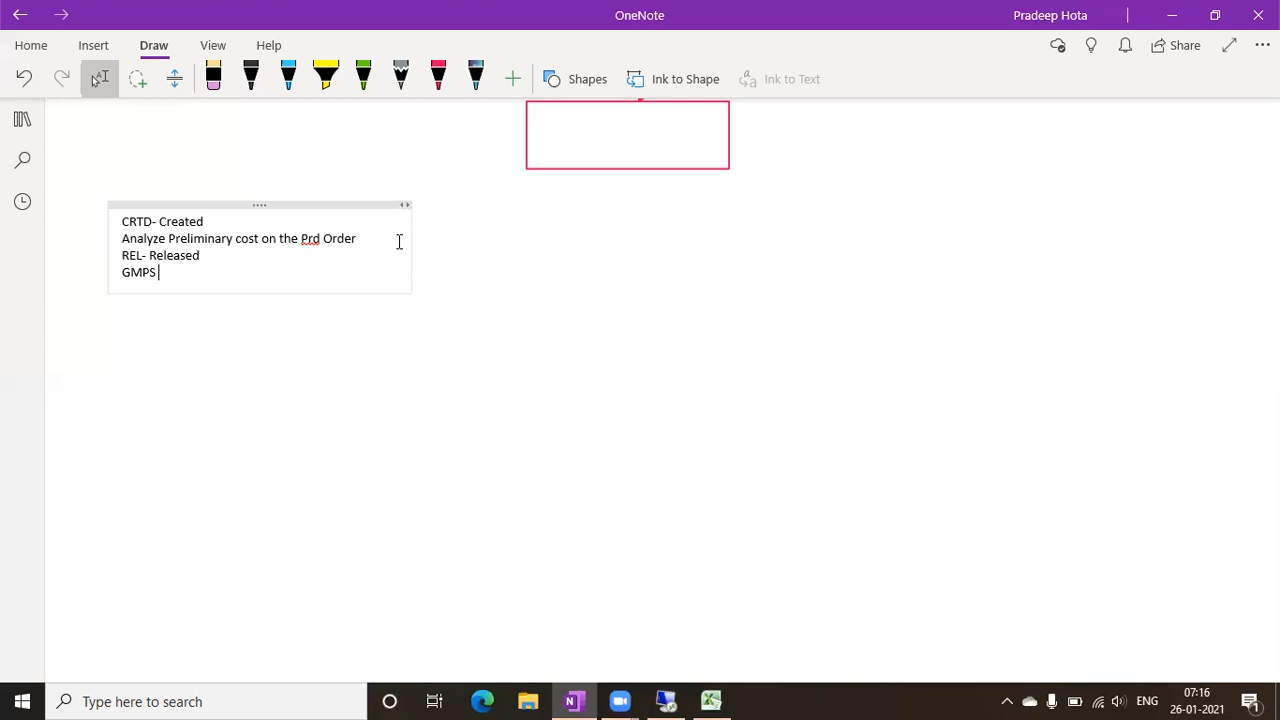 OneNote
Pradeep Hota
Home
Insert
Draw
View
Help
Share
Shapes
Ink to Shape
Ink to Text
CRTD- Created
Analyze Preliminary cost on the Prd Order
REL- Released
GMPS
Type here to search
ENG
07:16
26-01-2021
1